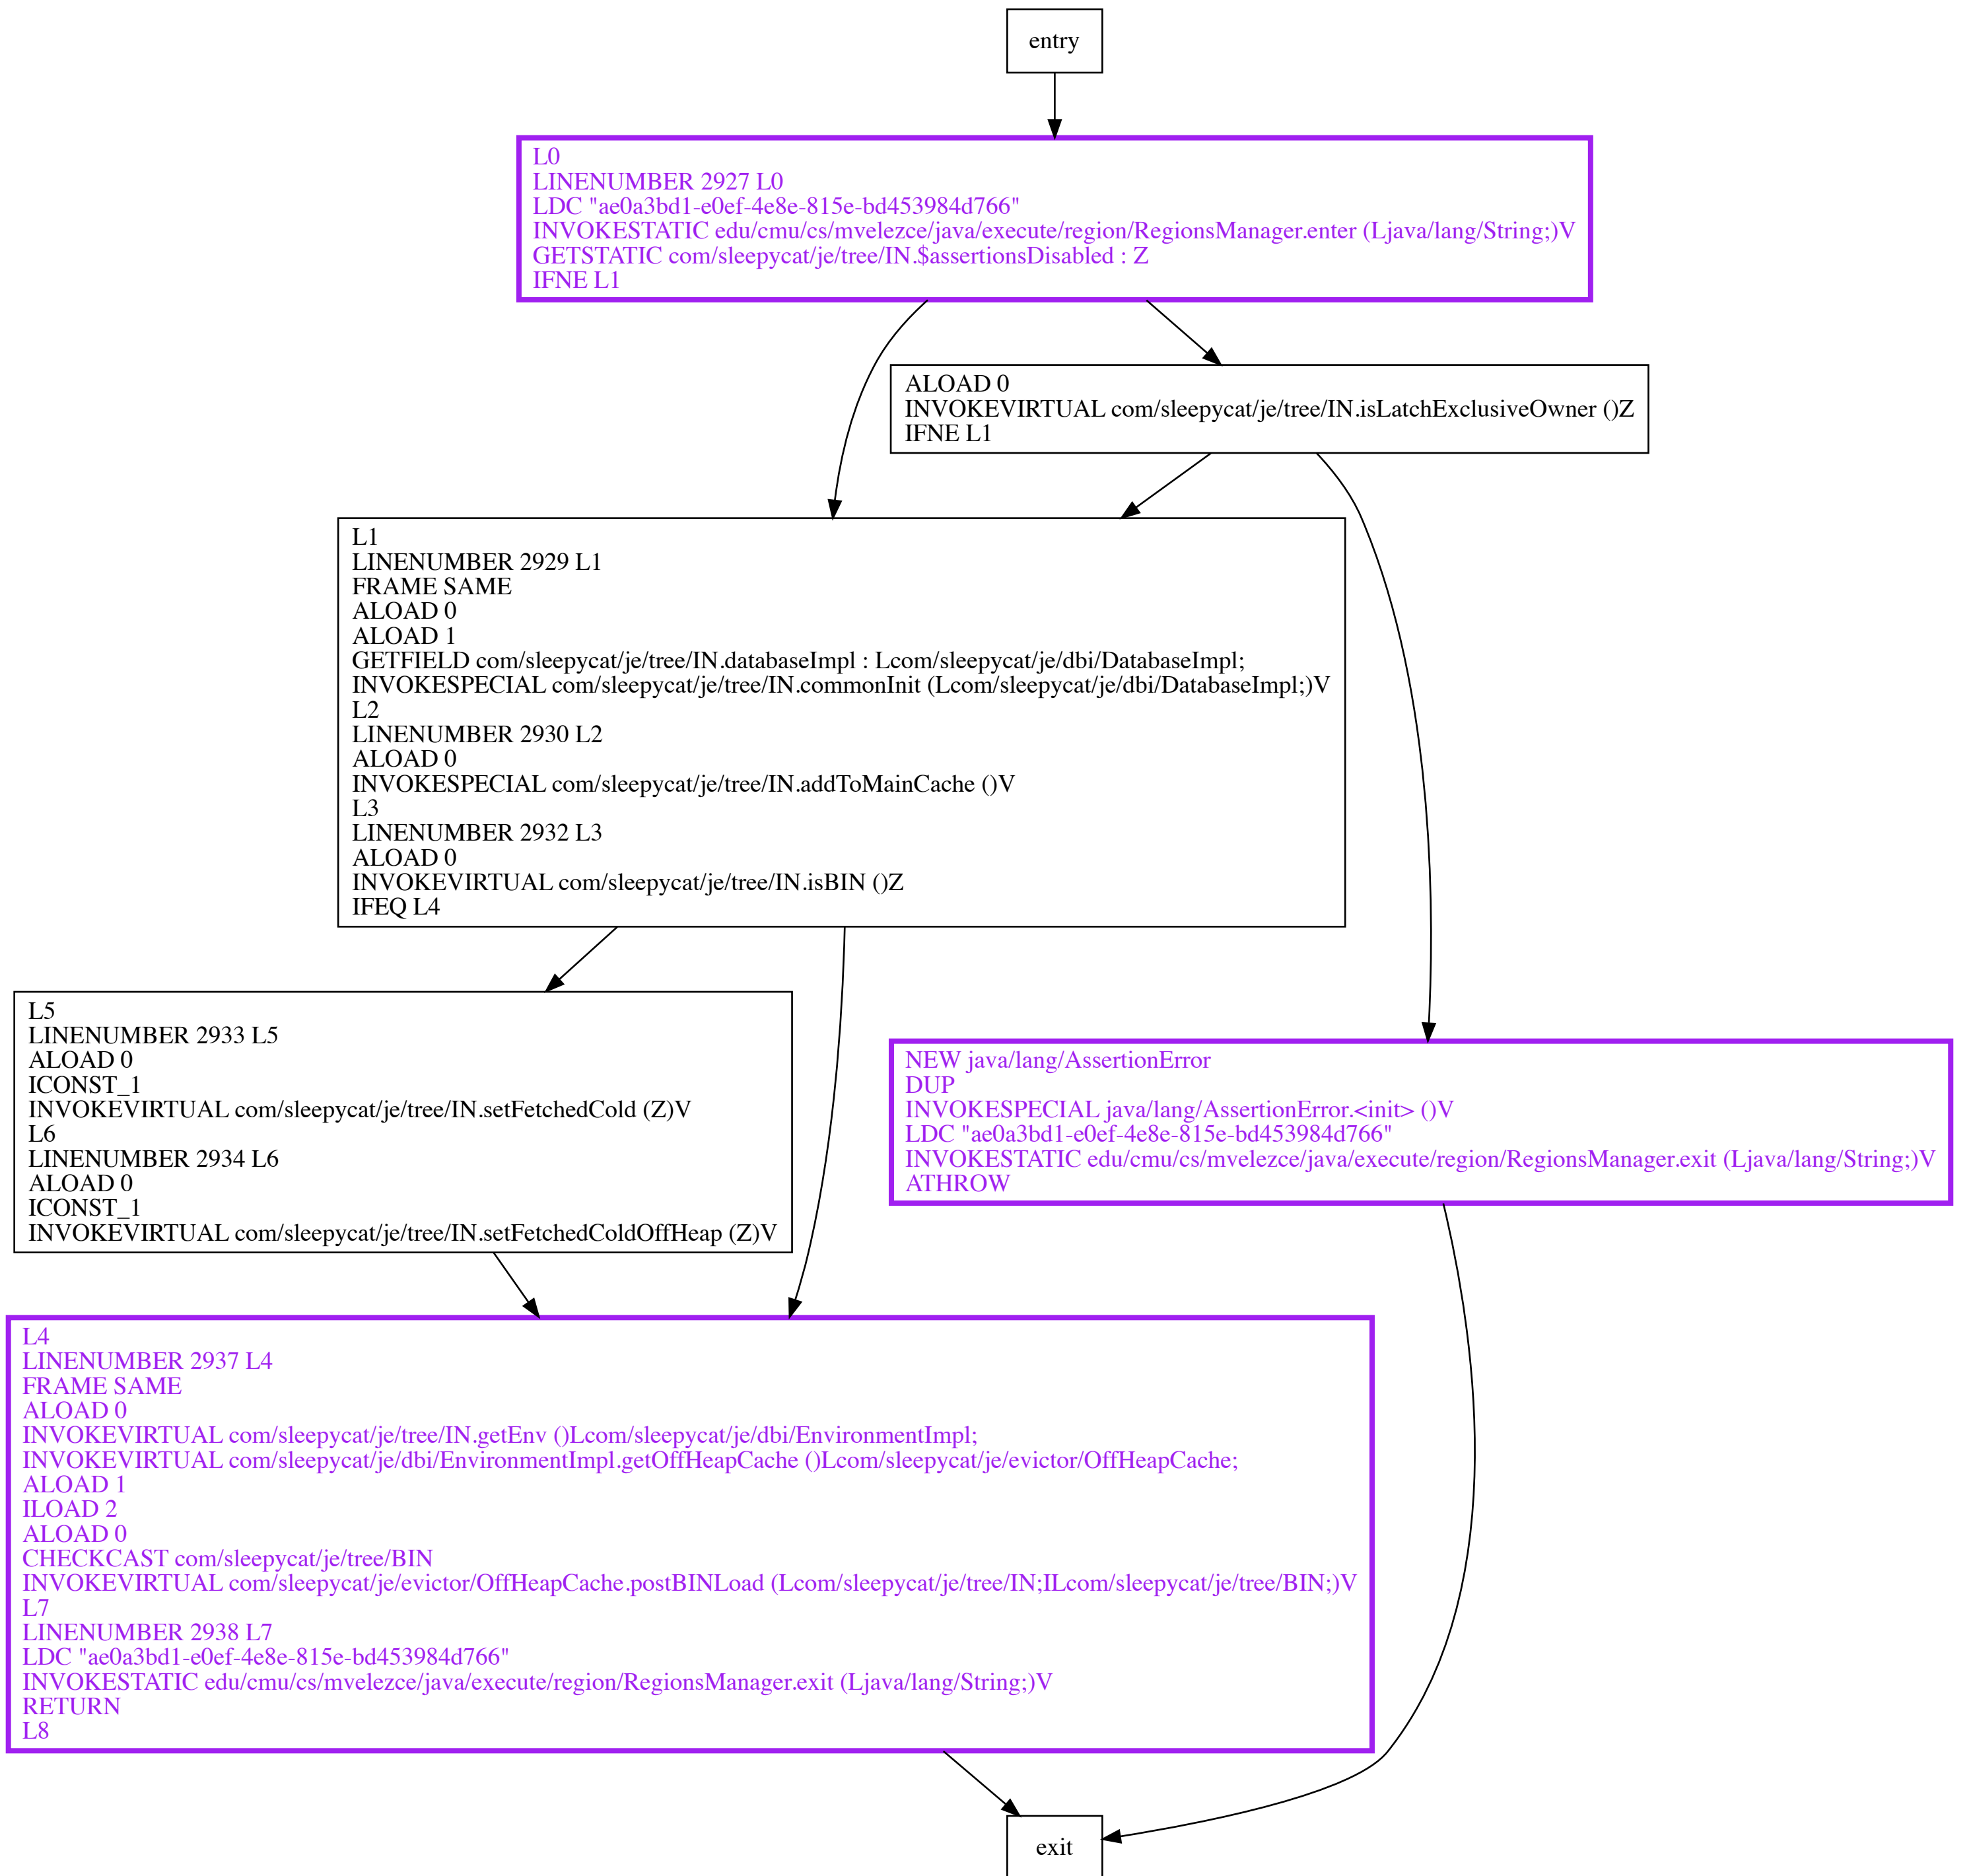 entry
L0
LINENUMBER 2927 L0
LDC "ae0a3bd1-e0ef-4e8e-815e-bd453984d766"
INVOKESTATIC edu/cmu/cs/mvelezce/java/execute/region/RegionsManager.enter (Ljava/lang/String;)V
GETSTATIC com/sleepycat/je/tree/IN.$assertionsDisabled : Z
IFNE L1
ALOAD 0
INVOKEVIRTUAL com/sleepycat/je/tree/IN.isLatchExclusiveOwner ()Z
IFNE L1
L1
LINENUMBER 2929 L1
FRAME SAME
ALOAD 0
ALOAD 1
GETFIELD com/sleepycat/je/tree/IN.databaseImpl : Lcom/sleepycat/je/dbi/DatabaseImpl;
INVOKESPECIAL com/sleepycat/je/tree/IN.commonInit (Lcom/sleepycat/je/dbi/DatabaseImpl;)V
L2
LINENUMBER 2930 L2
ALOAD 0
INVOKESPECIAL com/sleepycat/je/tree/IN.addToMainCache ()V
L3
LINENUMBER 2932 L3
ALOAD 0
INVOKEVIRTUAL com/sleepycat/je/tree/IN.isBIN ()Z
IFEQ L4
L5
LINENUMBER 2933 L5
ALOAD 0
ICONST_1
INVOKEVIRTUAL com/sleepycat/je/tree/IN.setFetchedCold (Z)V
L6
LINENUMBER 2934 L6
ALOAD 0
ICONST_1
INVOKEVIRTUAL com/sleepycat/je/tree/IN.setFetchedColdOffHeap (Z)V
NEW java/lang/AssertionError
DUP
INVOKESPECIAL java/lang/AssertionError.<init> ()V
LDC "ae0a3bd1-e0ef-4e8e-815e-bd453984d766"
INVOKESTATIC edu/cmu/cs/mvelezce/java/execute/region/RegionsManager.exit (Ljava/lang/String;)V
ATHROW
L4
LINENUMBER 2937 L4
FRAME SAME
ALOAD 0
INVOKEVIRTUAL com/sleepycat/je/tree/IN.getEnv ()Lcom/sleepycat/je/dbi/EnvironmentImpl;
INVOKEVIRTUAL com/sleepycat/je/dbi/EnvironmentImpl.getOffHeapCache ()Lcom/sleepycat/je/evictor/OffHeapCache;
ALOAD 1
ILOAD 2
ALOAD 0
CHECKCAST com/sleepycat/je/tree/BIN
INVOKEVIRTUAL com/sleepycat/je/evictor/OffHeapCache.postBINLoad (Lcom/sleepycat/je/tree/IN;ILcom/sleepycat/je/tree/BIN;)V
L7
LINENUMBER 2938 L7
LDC "ae0a3bd1-e0ef-4e8e-815e-bd453984d766"
INVOKESTATIC edu/cmu/cs/mvelezce/java/execute/region/RegionsManager.exit (Ljava/lang/String;)V
RETURN
L8
exit